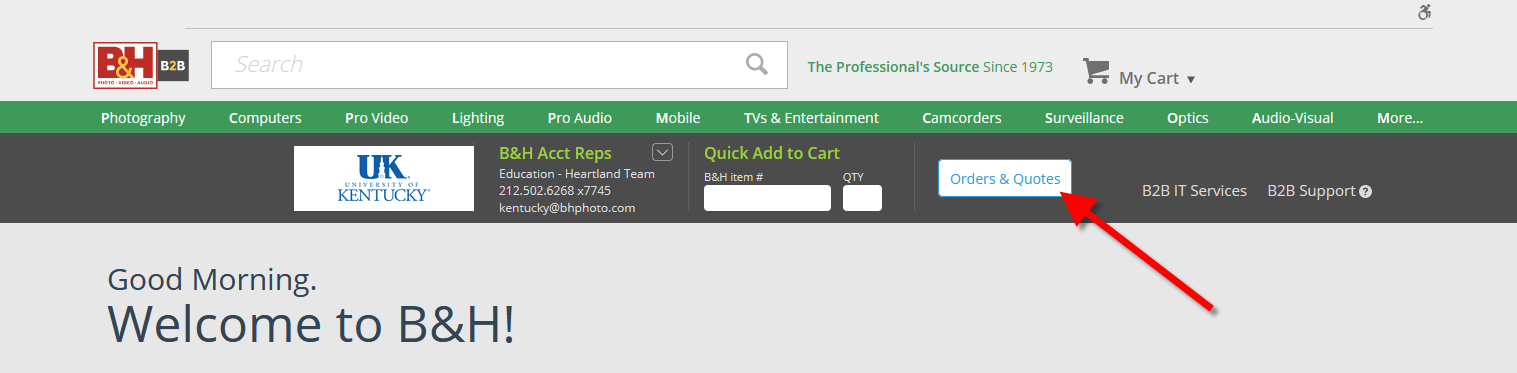 B&H
PHOTO · VIDEO · AUDIO
B2B
Search
The Professional's Source Since 1973
My Cart
Photography Computers Pro Video Lighting Pro Audio Mobile TVs & Entertainment Camcorders Surveillance Optics Audio-Visual More...
UK
UNIVERSITY OF
KENTUCKY
B&H Acct Reps
Education - Heartland Team
212.502.6268 x7745
kentucky@bhphoto.com
Quick Add to Cart
B&H item # QTY
Orders & Quotes
B2B IT Services B2B Support ?
Good Morning.
Welcome to B&H!